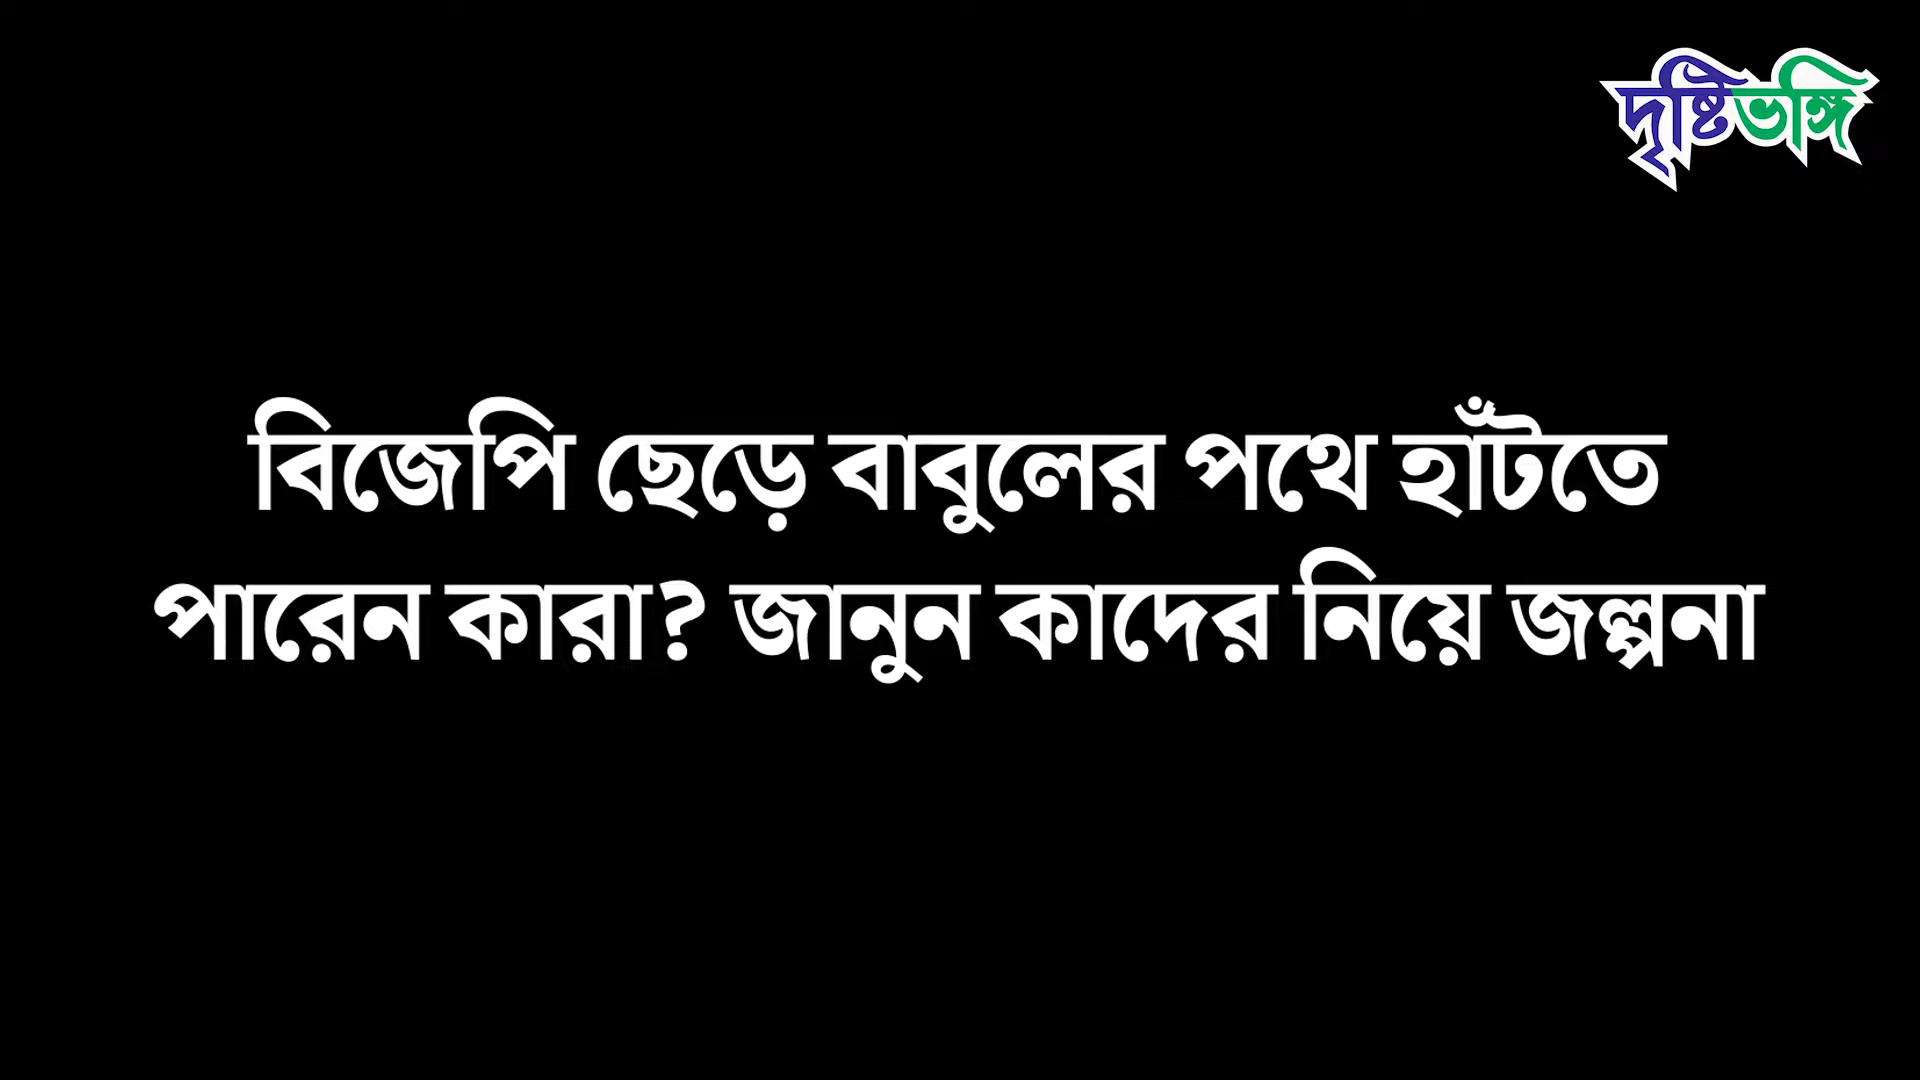 দৃষ্টিভঙ্গি
বিজেপি ছেড়ে বাবুলের পথে হাঁটতে
পারেন কারা? জানুন কাদের নিয়ে জল্পনা